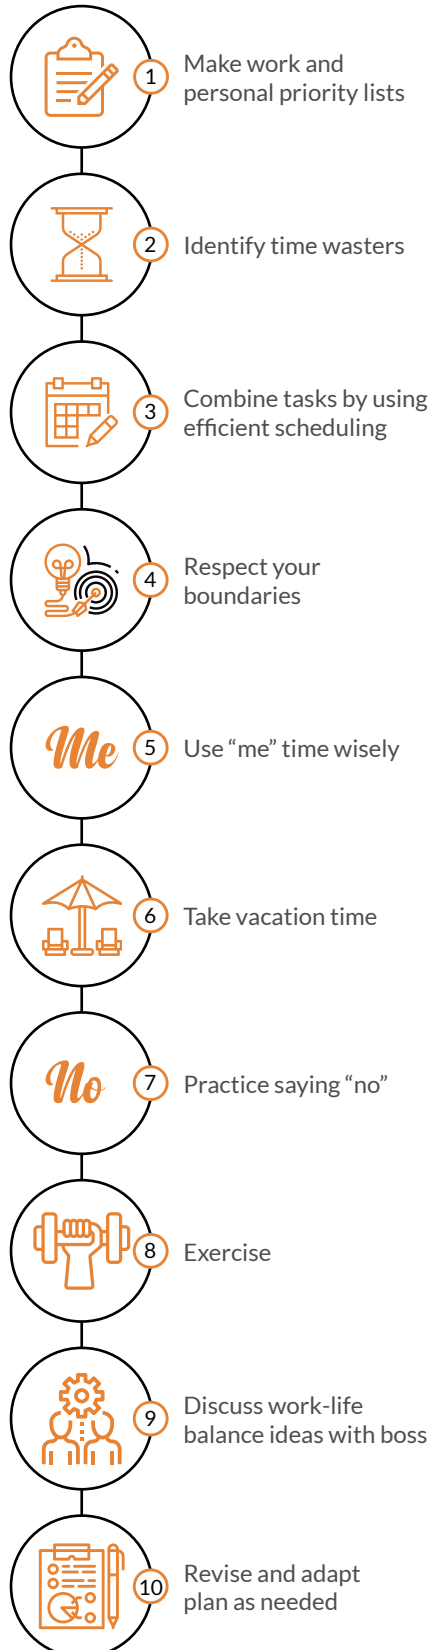 1
Make work and
personal priority lists
2
Identify time wasters
3
Combine tasks by using
efficient scheduling
4
Respect your
boundaries
Me
5
Use “me” time wisely
6
Take vacation time
No
7
Practice saying “no”
8
Exercise
9
Discuss work-life
balance ideas with boss
10
Revise and adapt
plan as needed